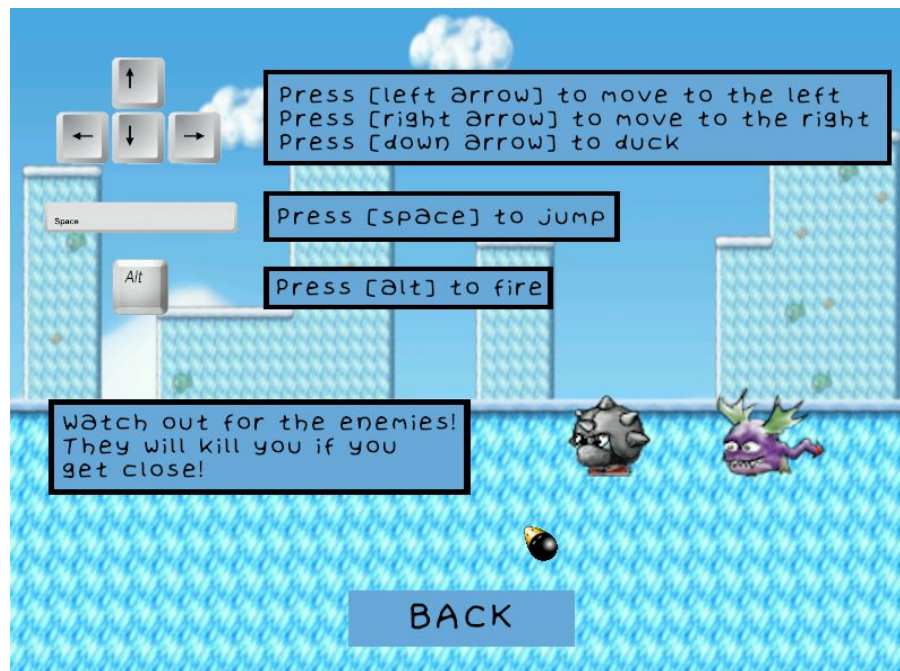 Press [left arrow] to move to the left
Press [right arrow] to move to the right
Press [down arrow] to duck
Space
Press [space] to jump
Alt
Press [alt] to fire
Watch out for the enemies!
They will kill you if you
get close!
BACK